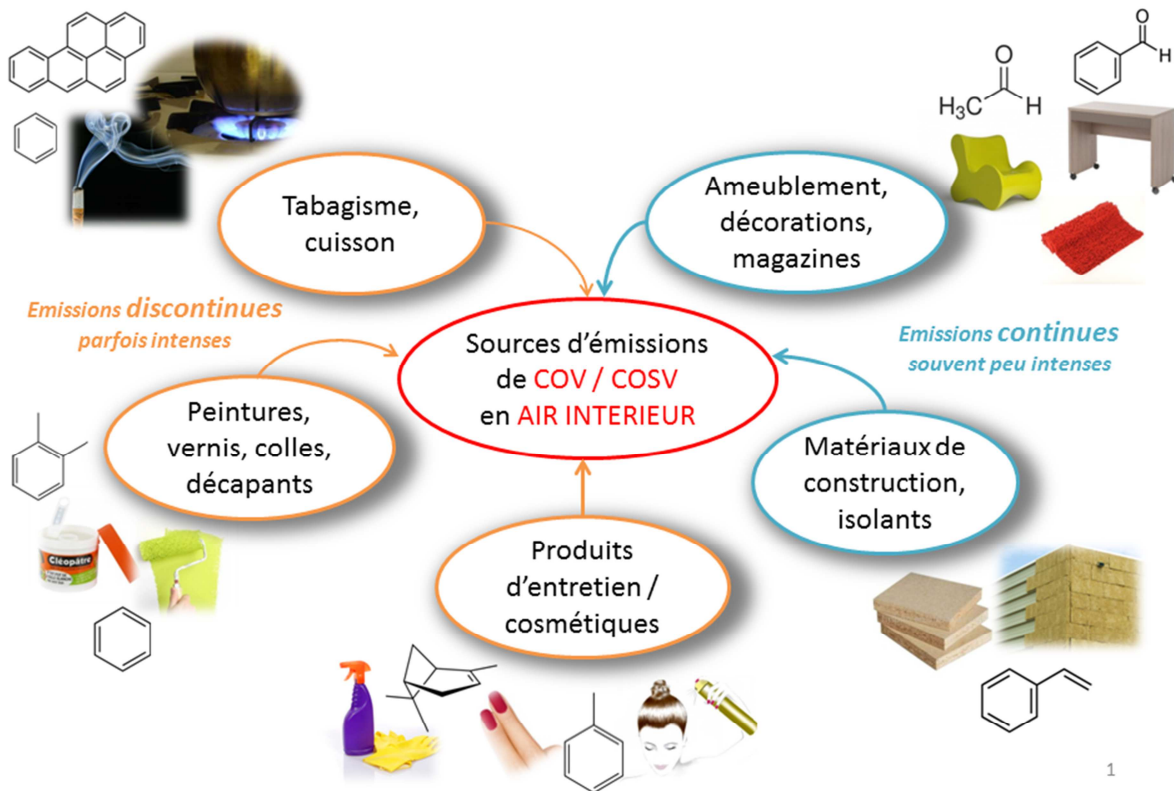 O
H
O
H₃C
H
Tabagisme,
cuisson
Ameublement,
décorations,
magazines
Emissions discontinues
parfois intenses
Sources d’émissions
de COV / COSV
en AIR INTERIEUR
Emissions continues
souvent peu intenses
Peintures,
vernis, colles,
décapants
Matériaux de
construction,
isolants
Cléopâtre
Produits
d’entretien /
cosmétiques
1